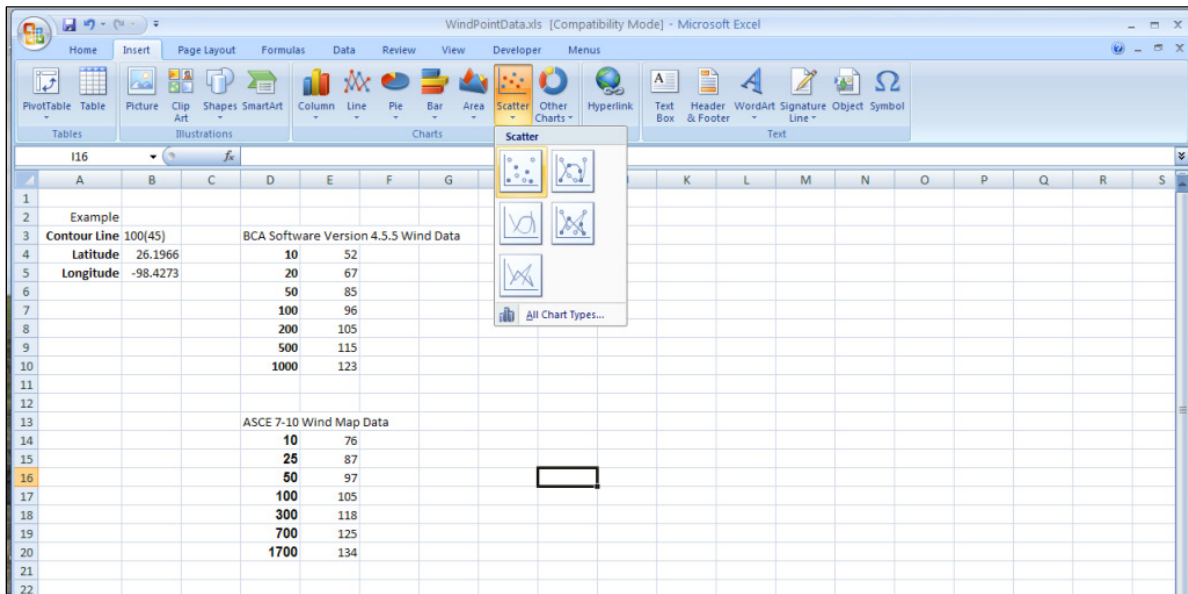 WindPointData.xls [Compatibility Mode] - Microsoft Excel
Home Insert Page Layout Formulas Data Review View Developer Menus
PivotTable Table Picture Clip Art Shapes SmartArt Column Line Pie Bar Area Scatter Other Charts Hyperlink Text Box Header & Footer WordArt Signature Line Object Symbol
Tables Illustrations Charts Text
Scatter
All Chart Types...
I16 fx
A B C D E F G K L M N O P Q R S
1
2 Example
3 Contour Line 100(45) BCA Software Version 4.5.5 Wind Data
4 Latitude 26.1966 10 52
5 Longitude -98.4273 20 67
6 50 85
7 100 96
8 200 105
9 500 115
10 1000 123
11
12
13 ASCE 7-10 Wind Map Data
14 10 76
15 25 87
16 50 97
17 100 105
18 300 118
19 700 125
20 1700 134
21
22